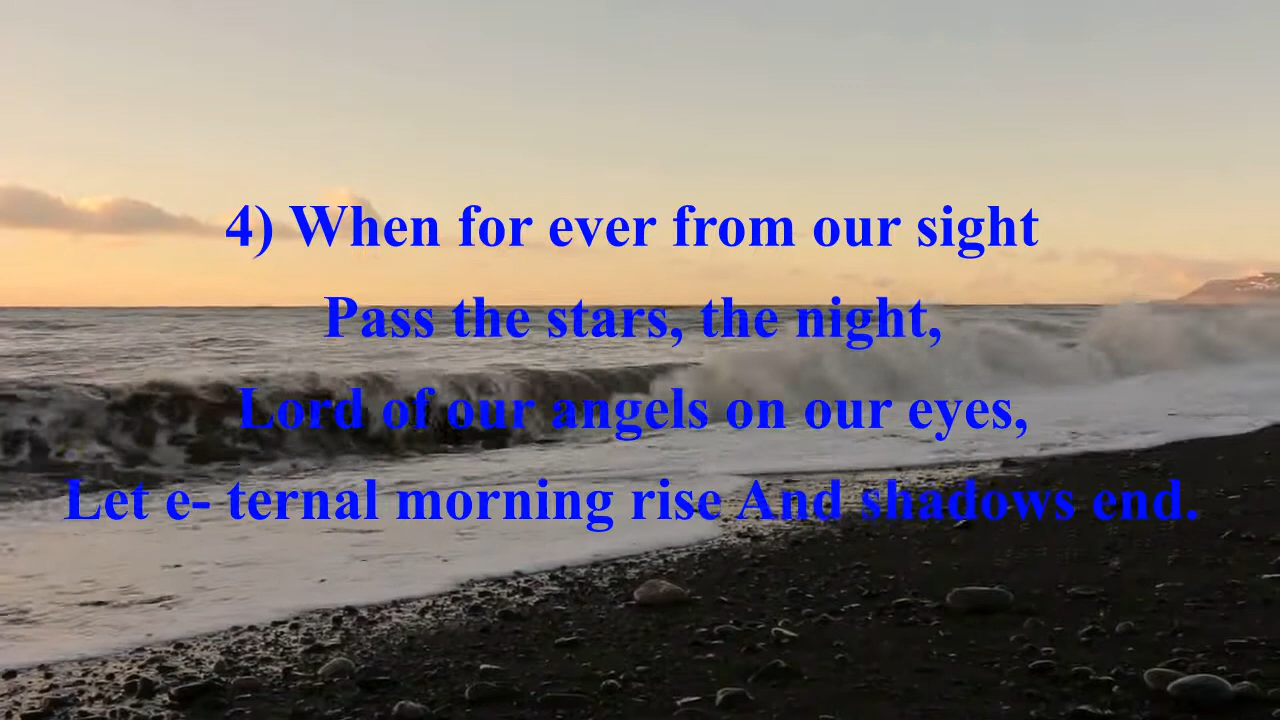 4) When for ever from our sight
Pass the stars, the night,
Lord of our angels on our eyes,
Let e- ternal morning rise And shadows end.